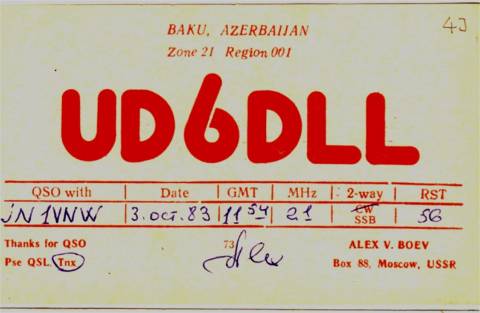 BAKU, AZERBAIJAN
4J
Zone 21 Region 001
UD6DLL
QSO with Date GMT MHz 2-way RST
JN1VNW 3. OCT. 83 11 54 21 CW SSB 56
Thanks for QSO 73 ALEX V. BOEV
Pse QSL Tnx Alex Box 88, Moscow, USSR